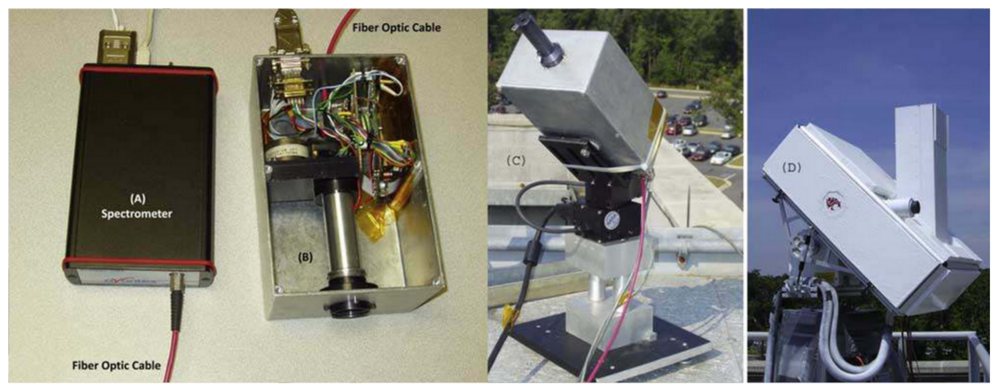 Fiber Optic Cable
(A)
Spectrometer
(B)
Fiber Optic Cable
(C)
(D)